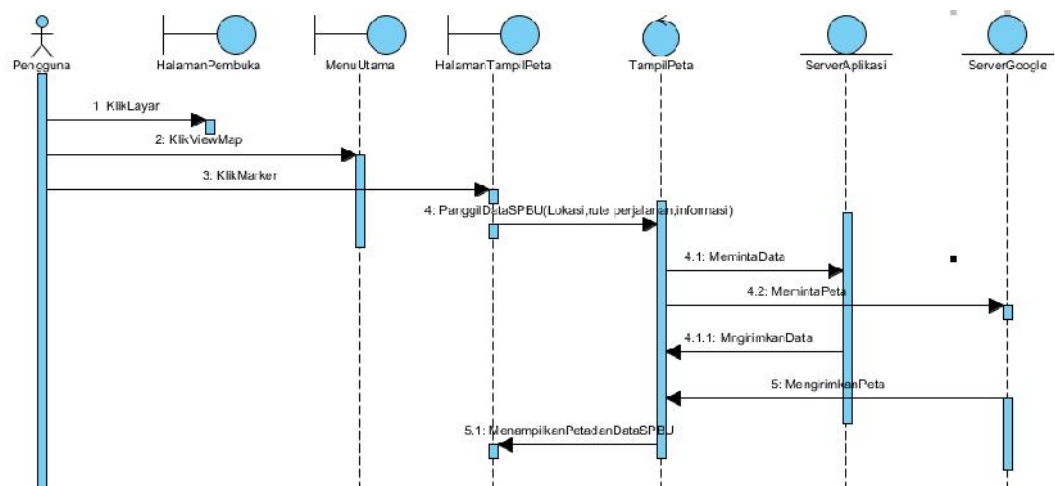 Pengguna
HalamanPembuka
MenuUtama
HalamanTampilPeta
TampilPeta
ServerAplikasi
ServerGoogle
1 KlikLayar
2: KlikViewMap
3: KlikMarker
4: PanggilDataSPBU(Lokasi,rute perjalanan,informasi)
4.1: MemintaData
4.2: MemintaPeta
4.1.1: MngirimkanData
5: MengirimkanPeta
5.1: MenampilkanPetadanDataSPBU